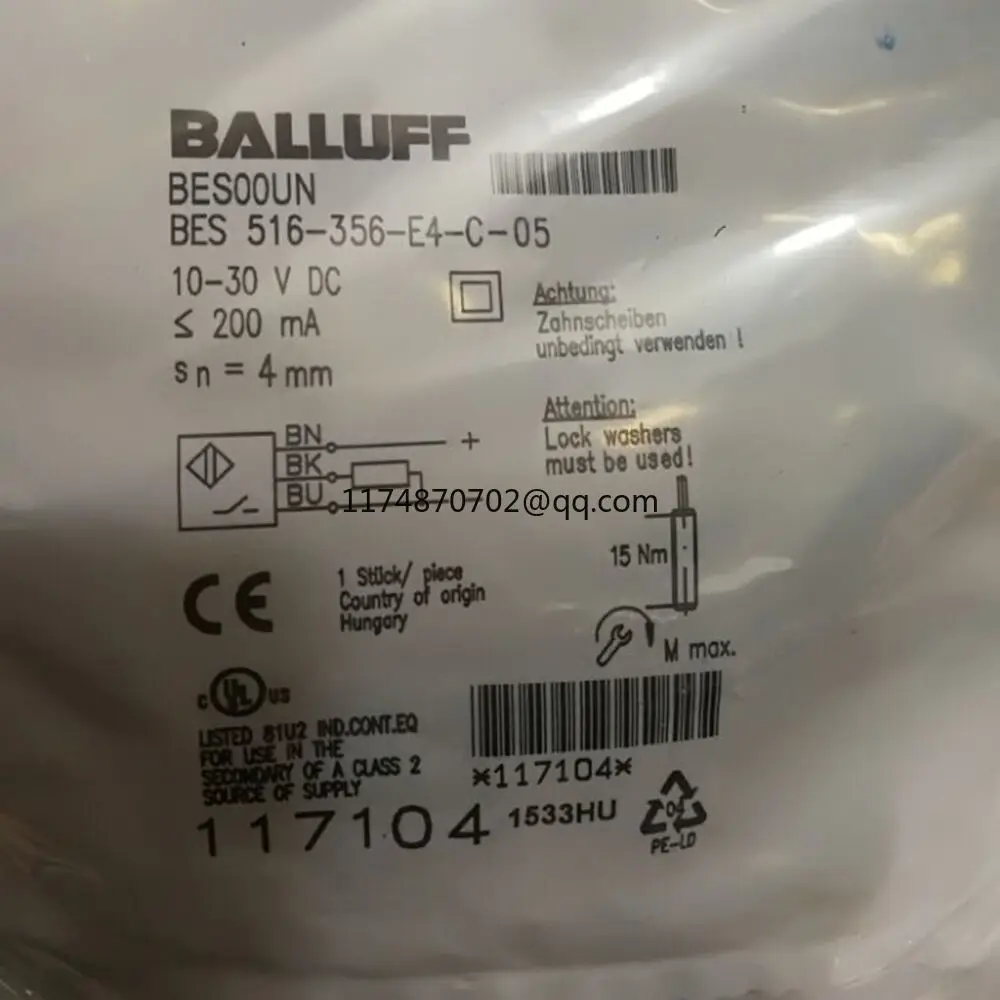 BALLUFF
BES00UN
BES 516-356-E4-C-05
10-30 V DC
≤ 200 mA
sn = 4 mm
Achtung:
Zahnscheiben
unbedingt verwenden !
Attention:
Lock washers
must be used!
BN
+
BK
BU
1174870702@qq.com
15 Nm
M max.
CE
1 Stück/ piece
Country of origin
Hungary
c UL us
LISTED 81U2 IND.CONT.EQ
FOR USE IN THE
SECONDARY OF A CLASS 2
SOURCE OF SUPPLY
*117104*
117104
1533HU
04
PE-LD